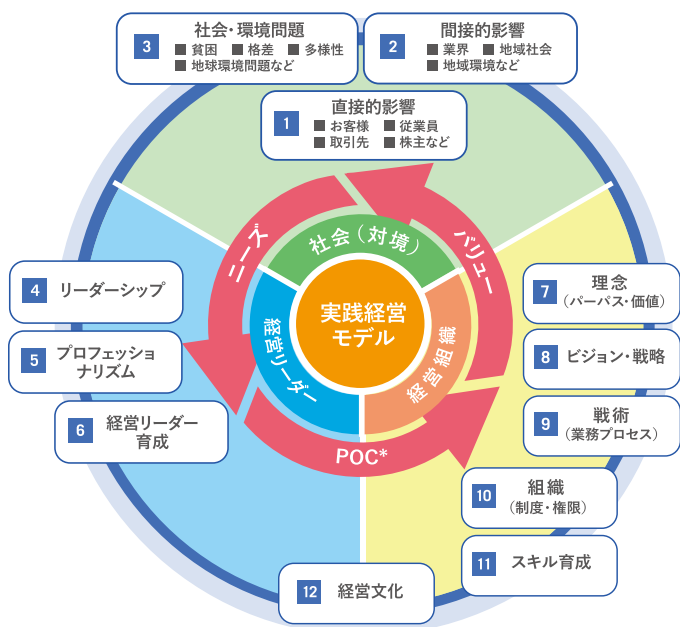 3
社会・環境問題
■ 貧困 ■ 格差 ■ 多様性
■ 地球環境問題など
2
間接的影響
■ 業界 ■ 地域社会
■ 地域環境など
1
直接的影響
■ お客様 ■ 従業員
■ 取引先 ■ 株主など
ニーズ
社会(対境)
バリュー
実践経営
モデル
経営リーダー
経営組織
POC*
4
リーダーシップ
5
プロフェッショ
ナリズム
6
経営リーダー
育成
7
理念
(パーパス・価値)
8
ビジョン・戦略
9
戦術
(業務プロセス)
10
組織
(制度・権限)
11
スキル育成
12
経営文化